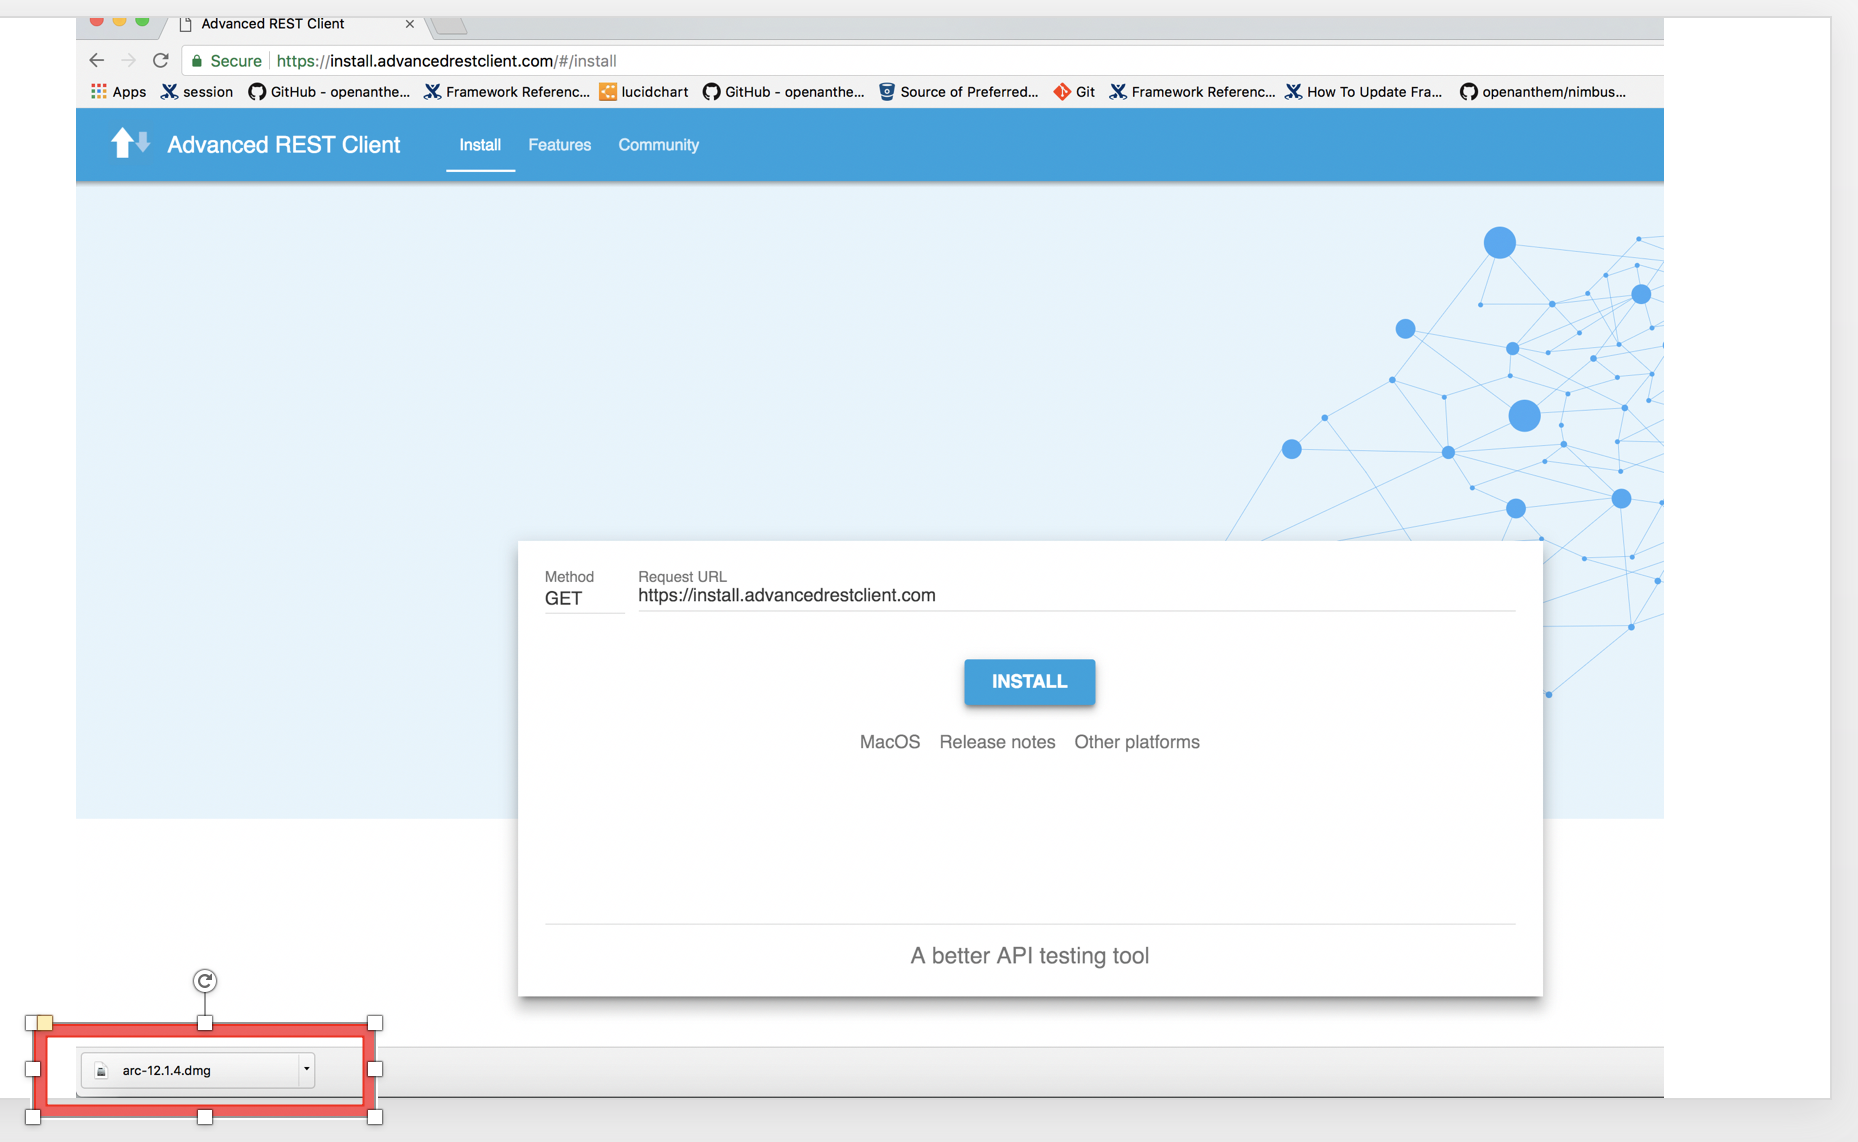 Advanced REST Client
Secure https://install.advancedrestclient.com/#/install
Apps session GitHub - openanthe... Framework Referenc... lucidchart GitHub - openanthe... Source of Preferred... Git Framework Referenc... How To Update Fra... openanthem/nimbus...
Advanced REST Client Install Features Community
Method Request URL
GET https://install.advancedrestclient.com
INSTALL
MacOS Release notes Other platforms
A better API testing tool
arc-12.1.4.dmg